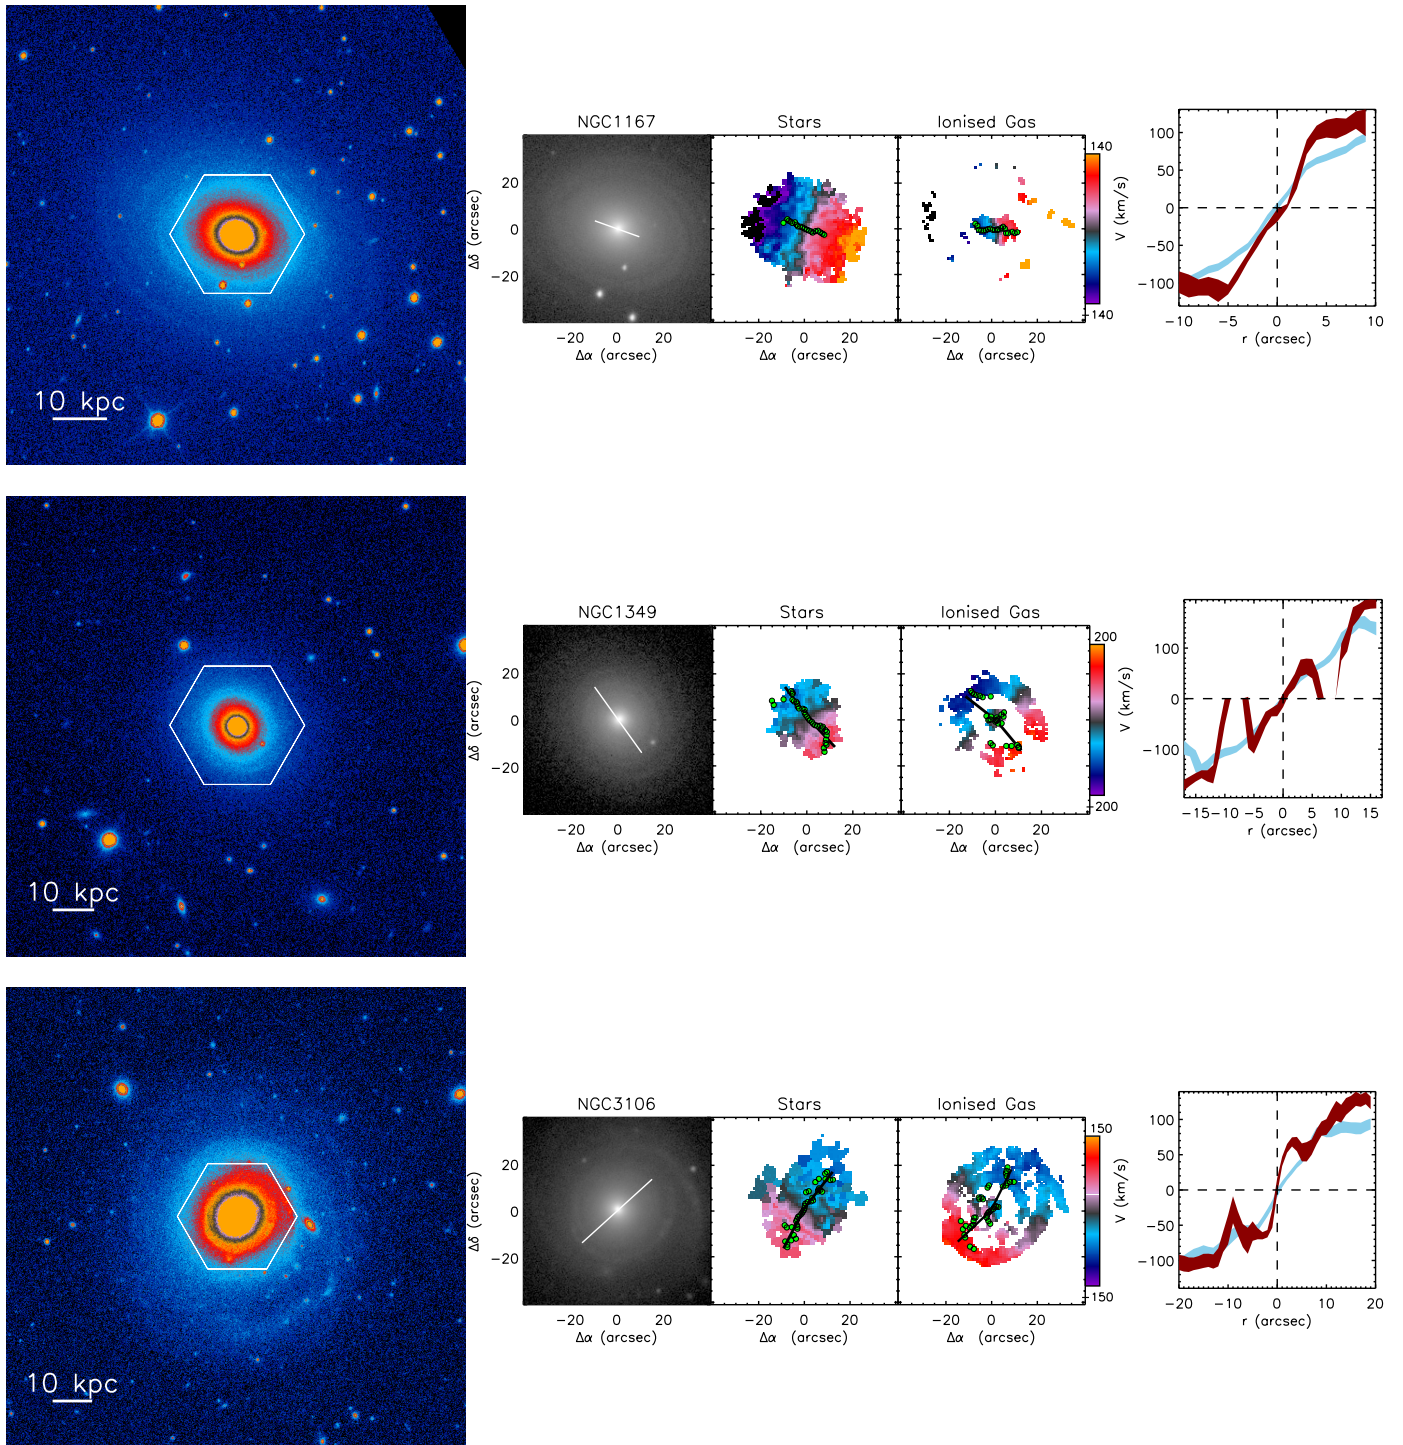 10 kpc
NGC1167 Stars Ionised Gas
Δδ (arcsec)
20
0
−20
−20 0 20
Δα (arcsec)
−20 0 20
Δα (arcsec)
−20 0 20
Δα (arcsec)
140
140
V (km/s)
100
50
0
−50
−100
−10 −5 0 5 10
r (arcsec)
10 kpc
NGC1349 Stars Ionised Gas
Δδ (arcsec)
20
0
−20
−20 0 20
Δα (arcsec)
−20 0 20
Δα (arcsec)
−20 0 20
Δα (arcsec)
200
−200
V (km/s)
100
0
−100
−15−10 −5 0 5 10 15
r (arcsec)
10 kpc
NGC3106 Stars Ionised Gas
Δδ (arcsec)
20
0
−20
−20 0 20
Δα (arcsec)
−20 0 20
Δα (arcsec)
−20 0 20
Δα (arcsec)
150
−150
V (km/s)
100
50
0
−50
−100
−20 −10 0 10 20
r (arcsec)